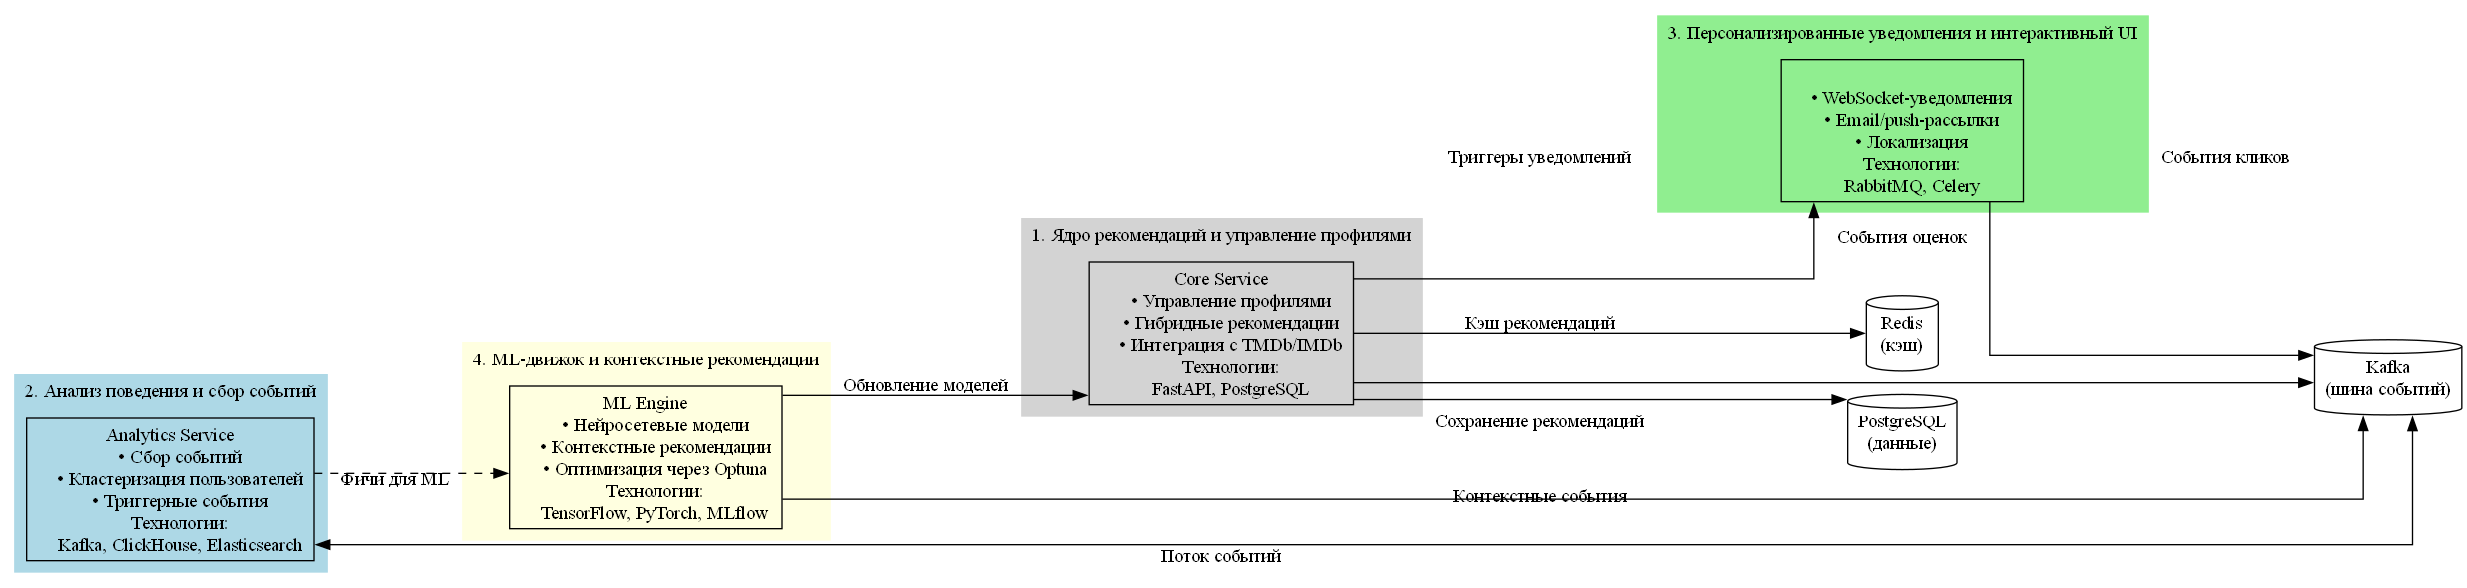 3. Персонализированные уведомления и интерактивный UI
• WebSocket-уведомления
• Email/push-рассылки
• Локализация
Технологии:
RabbitMQ, Celery
Триггеры уведомлений
События кликов
1. Ядро рекомендаций и управление профилями
Core Service
• Управление профилями
• Гибридные рекомендации
• Интеграция с TMDb/IMDb
Технологии:
FastAPI, PostgreSQL
События оценок
Кэш рекомендаций
Redis
(кэш)
Kafka
(шина событий)
Сохранение рекомендаций
PostgreSQL
(данные)
4. ML-движок и контекстные рекомендации
ML Engine
• Нейросетевые модели
• Контекстные рекомендации
• Оптимизация через Optuna
Технологии:
TensorFlow, PyTorch, MLflow
Обновление моделей
Контекстные события
2. Анализ поведения и сбор событий
Analytics Service
• Сбор событий
• Кластеризация пользователей
• Триггерные события
Технологии:
Kafka, ClickHouse, Elasticsearch
Фичи для ML
Поток событий